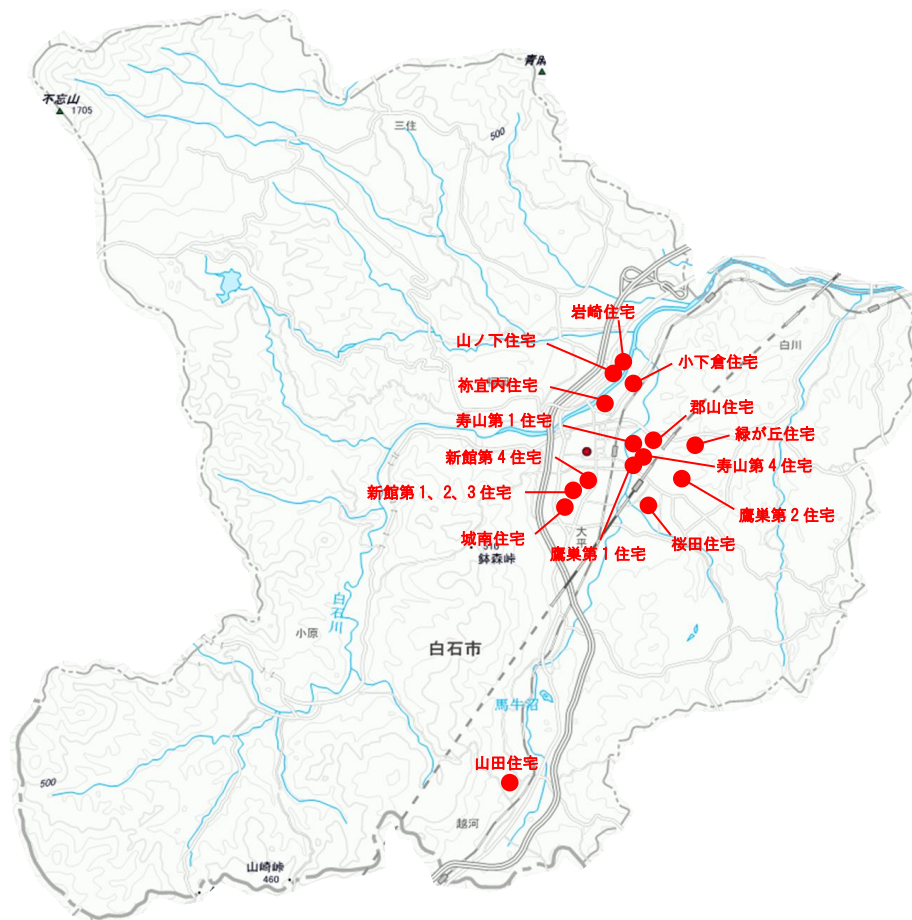 青麻
不忘山
1705
三住
500
岩崎住宅
山ノ下住宅
白川
小下倉住宅
祢宜内住宅
郡山住宅
寿山第1住宅
緑が丘住宅
新館第4住宅
寿山第4住宅
新館第1、2、3住宅
鷹巣第2住宅
城南住宅
大平
桜田住宅
鷹巣第1住宅
516
鉢森峠
白石川
小原
白石市
馬牛沼
山田住宅
500
越河
山崎峠
460